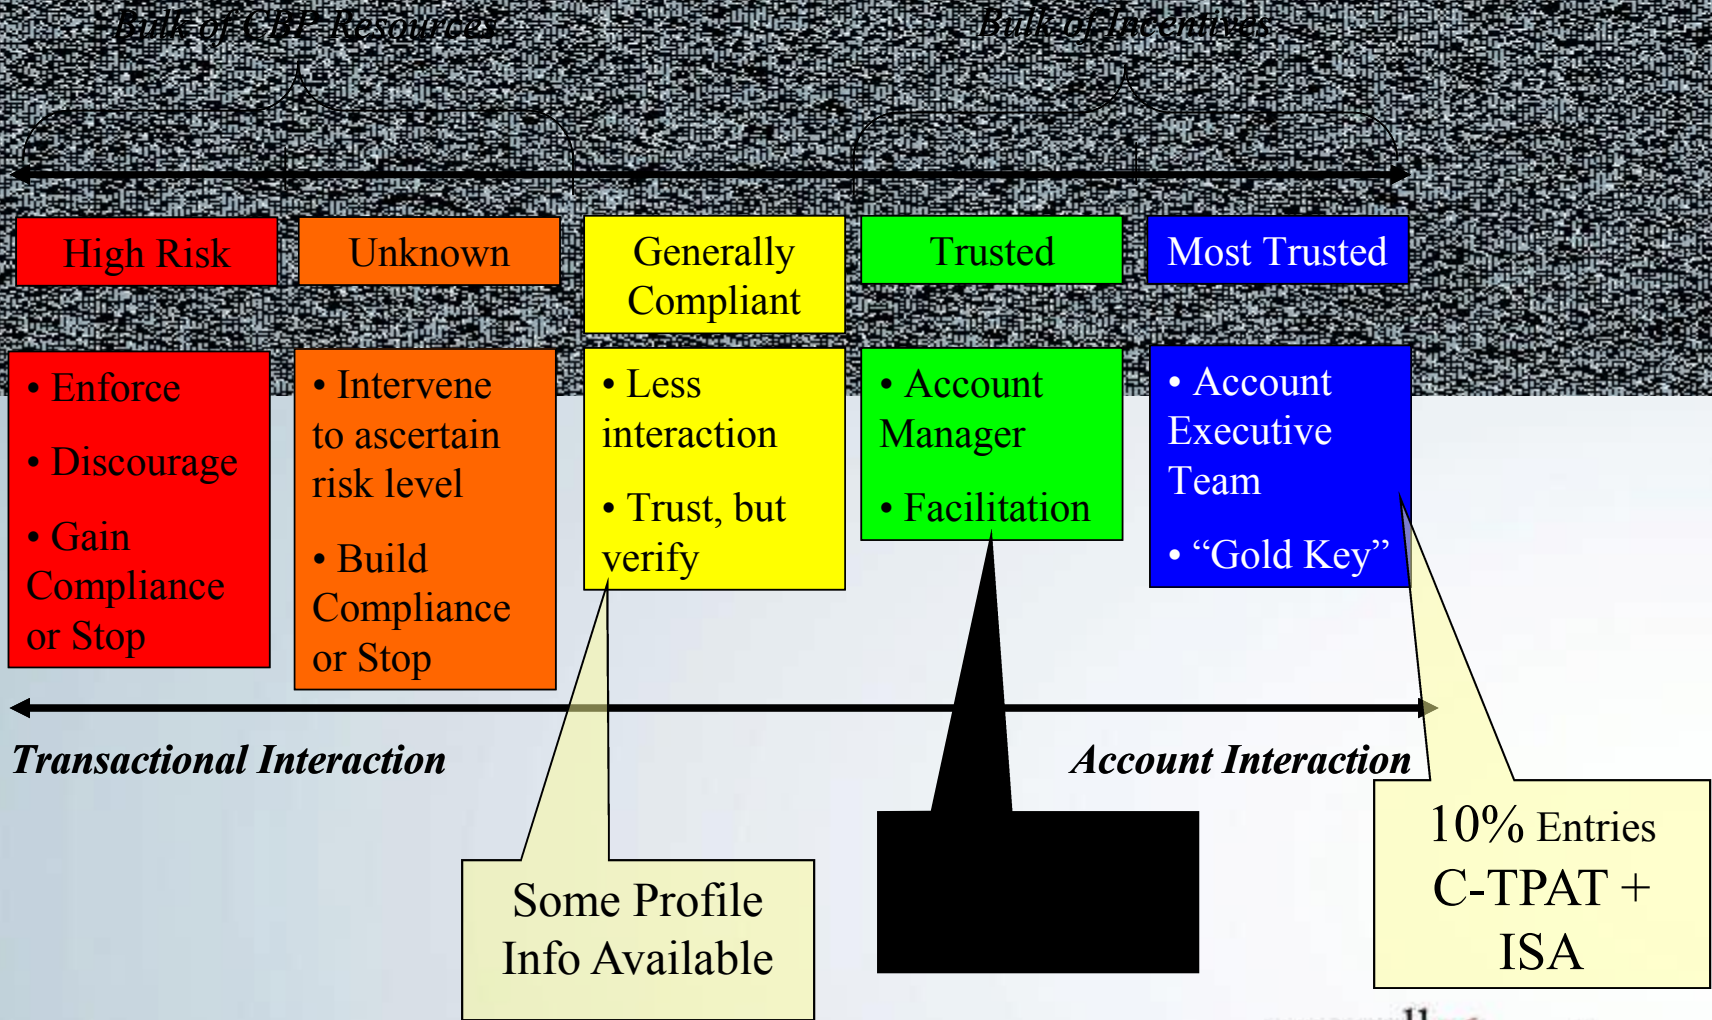 Bulk of CBP Resources
Bulk of Incentives
High Risk
Unknown
Generally
Compliant
Trusted
Most Trusted
• Enforce
• Discourage
• Gain
Compliance
or Stop
• Intervene
to ascertain
risk level
• Build
Compliance
or Stop
• Less
interaction
• Trust, but
verify
• Account
Manager
• Facilitation
• Account
Executive
Team
• “Gold Key”
Transactional Interaction
Account Interaction
Some Profile
Info Available
10% Entries
C-TPAT +
ISA